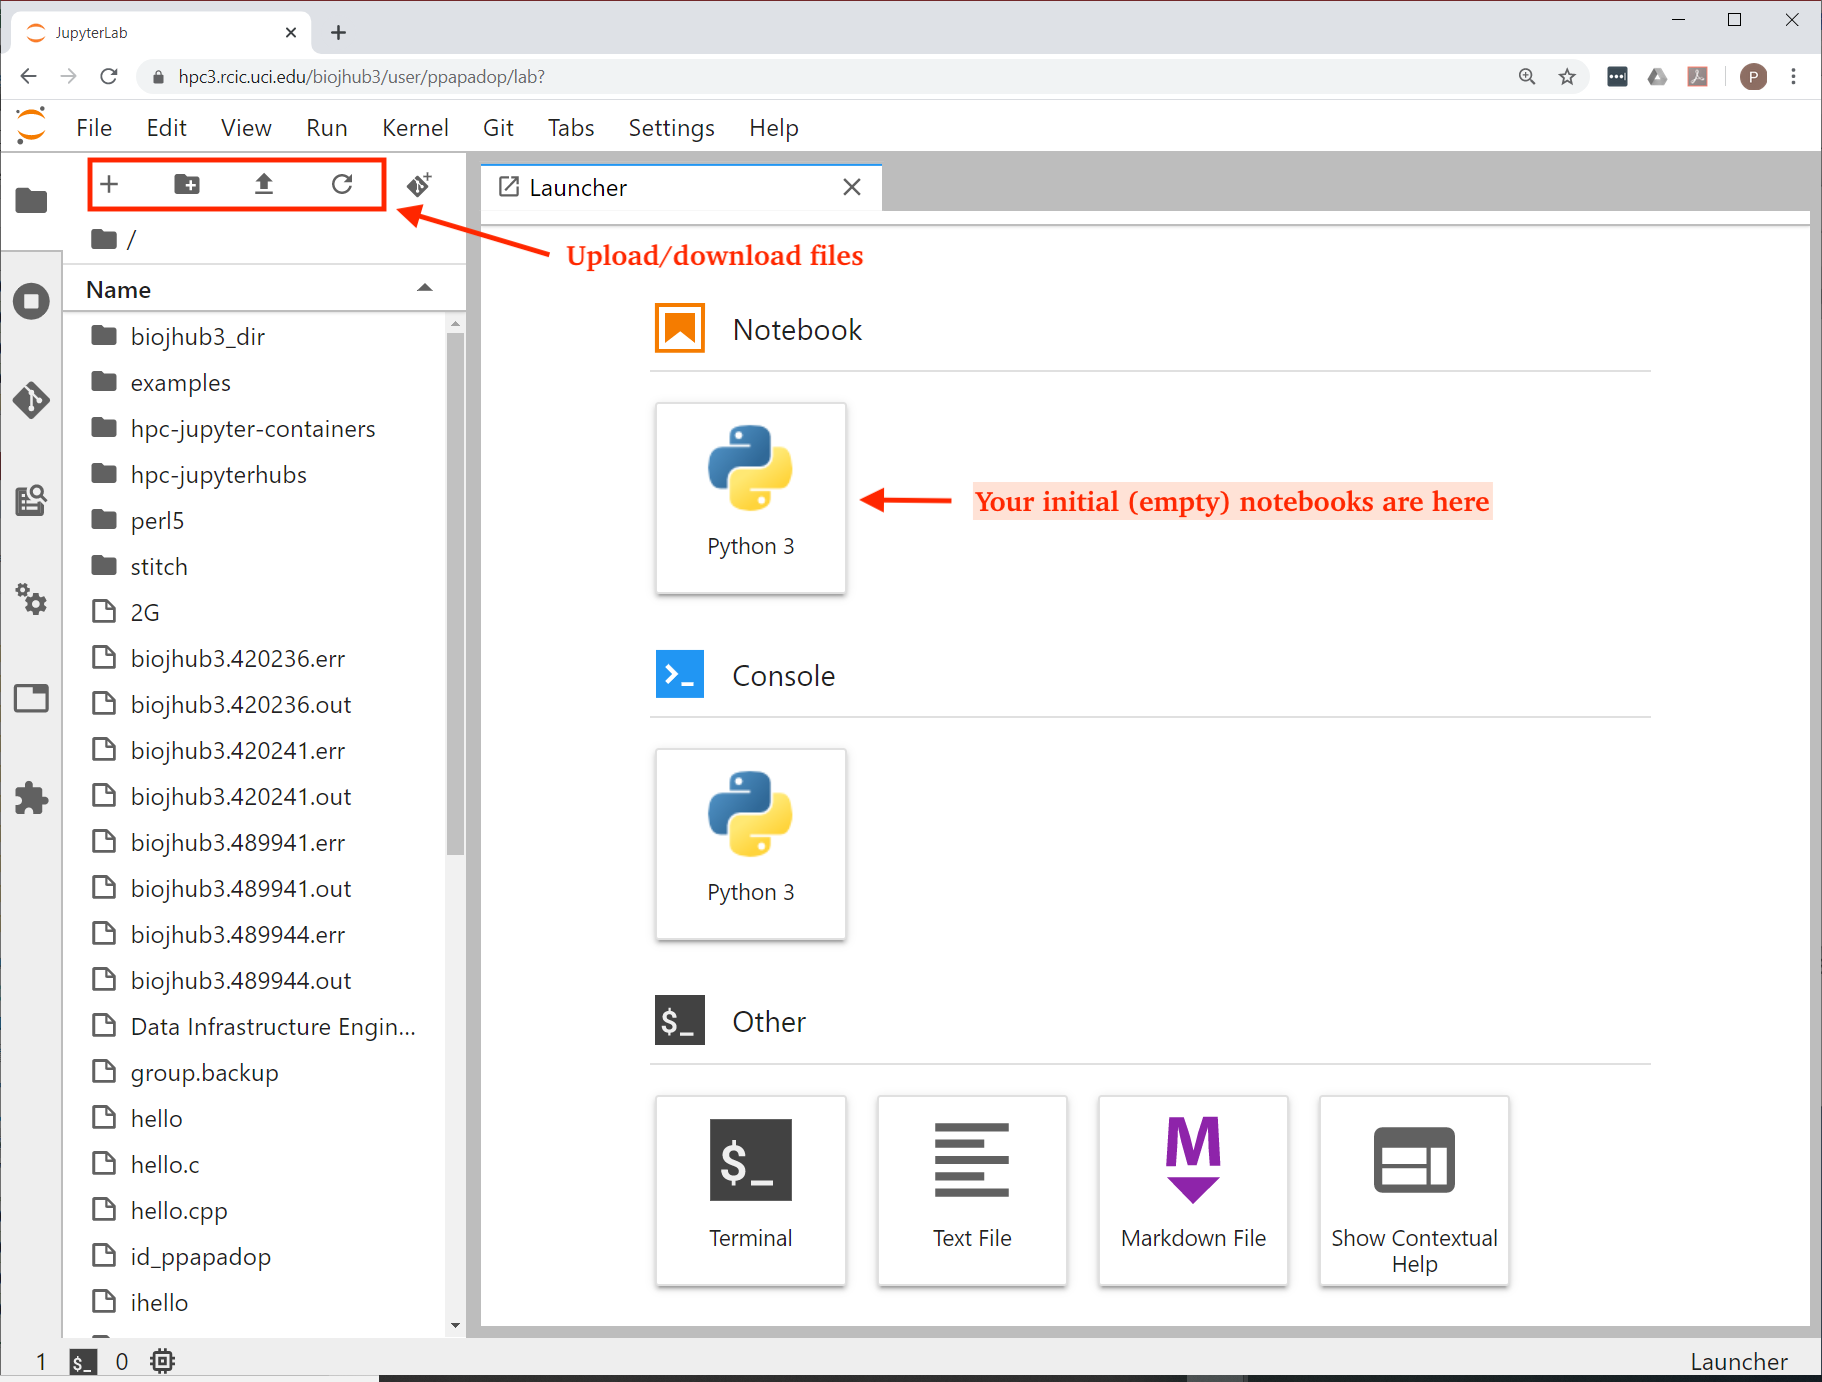 JupyterLab
hpc3.rcic.uci.edu/biojhub3/user/ppapadop/lab?
P
File Edit View Run Kernel Git Tabs Settings Help
Launcher
/
Upload/download files
Name
biojhub3_dir
examples
hpc-jupyter-containers
hpc-jupyterhubs
perl5
stitch
2G
biojhub3.420236.err
biojhub3.420236.out
biojhub3.420241.err
biojhub3.420241.out
biojhub3.489941.err
biojhub3.489941.out
biojhub3.489944.err
biojhub3.489944.out
Data Infrastructure Engin...
group.backup
hello
hello.c
hello.cpp
id_ppapadop
ihello
Notebook
Python 3
Your initial (empty) notebooks are here
>_ Console
Python 3
$_ Other
$_
Terminal
Text File
M
Markdown File
Show Contextual
Help
1 $_ 0
Launcher